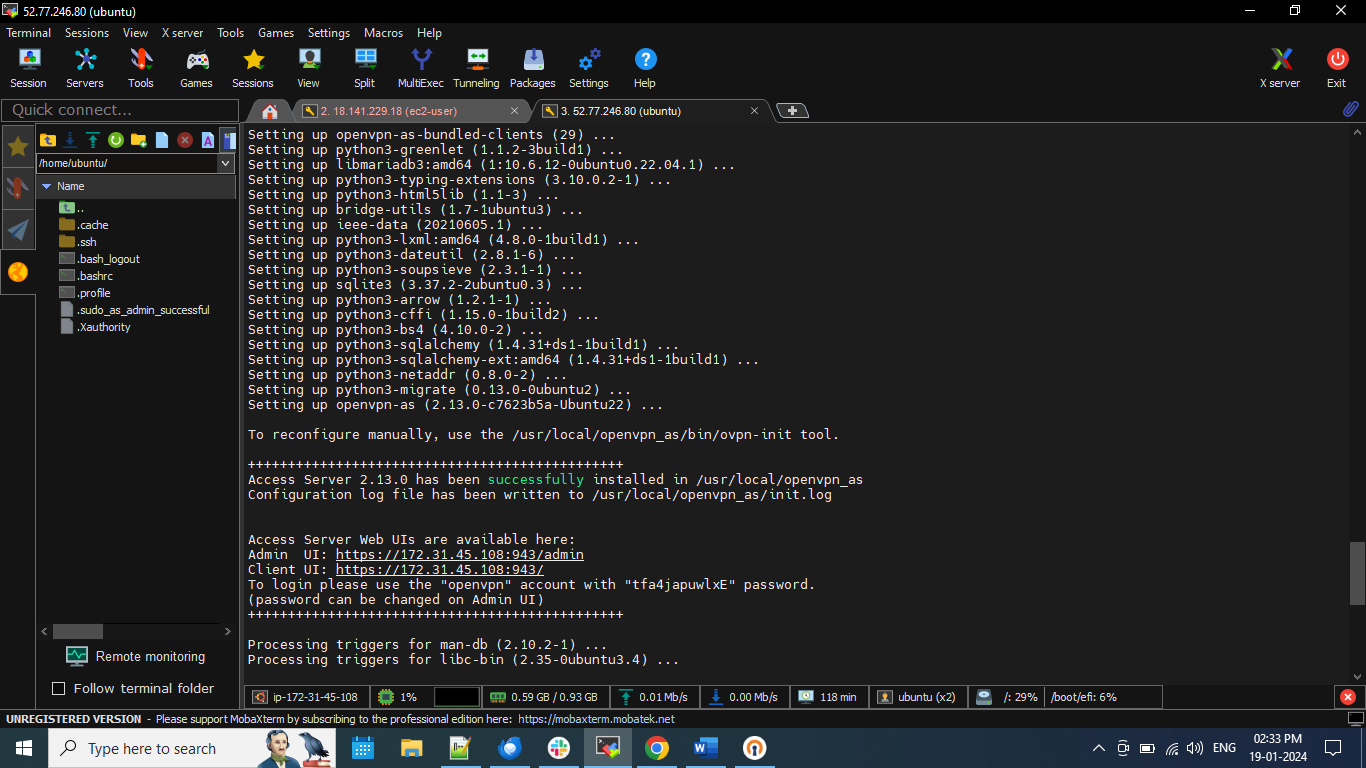 52.77.246.80 (ubuntu)
Terminal Sessions View X server Tools Games Settings Macros Help
Session Servers Tools Games Sessions View Split MultiExec Tunneling Packages Settings Help X server Exit
Quick connect...
2. 18.141.229.18 (ec2-user)
3. 52.77.246.80 (ubuntu)
/home/ubuntu/
Name
..
.cache
.ssh
.bash_logout
.bashrc
.profile
.sudo_as_admin_successful
.Xauthority
Remote monitoring
Follow terminal folder
Setting up openvpn-as-bundled-clients (29) ...
Setting up python3-greenlet (1.1.2-3build1) ...
Setting up libmariadb3:amd64 (1:10.6.12-0ubuntu0.22.04.1) ...
Setting up python3-typing-extensions (3.10.0.2-1) ...
Setting up python3-html5lib (1.1-3) ...
Setting up bridge-utils (1.7-1ubuntu3) ...
Setting up ieee-data (20210605.1) ...
Setting up python3-lxml:amd64 (4.8.0-1build1) ...
Setting up python3-dateutil (2.8.1-6) ...
Setting up python3-soupsieve (2.3.1-1) ...
Setting up sqlite3 (3.37.2-2ubuntu0.3) ...
Setting up python3-arrow (1.2.1-1) ...
Setting up python3-cffi (1.15.0-1build2) ...
Setting up python3-bs4 (4.10.0-2) ...
Setting up python3-sqlalchemy (1.4.31+ds1-1build1) ...
Setting up python3-sqlalchemy-ext:amd64 (1.4.31+ds1-1build1) ...
Setting up python3-netaddr (0.8.0-2) ...
Setting up python3-migrate (0.13.0-0ubuntu2) ...
Setting up openvpn-as (2.13.0-c7623b5a-Ubuntu22) ...
To reconfigure manually, use the /usr/local/openvpn_as/bin/ovpn-init tool.
+++++++++++++++++++++++++++++++++++++++++++++++
Access Server 2.13.0 has been successfully installed in /usr/local/openvpn_as
Configuration log file has been written to /usr/local/openvpn_as/init.log
Access Server Web UIs are available here:
Admin  UI: https://172.31.45.108:943/admin
Client UI: https://172.31.45.108:943/
To login please use the "openvpn" account with "tfa4japuwlxE" password.
(password can be changed on Admin UI)
+++++++++++++++++++++++++++++++++++++++++++++++
Processing triggers for man-db (2.10.2-1) ...
Processing triggers for libc-bin (2.35-0ubuntu3.4) ...
ip-172-31-45-108 1% 0.59 GB / 0.93 GB 0.01 Mb/s 0.00 Mb/s 118 min ubuntu (x2) /: 29% /boot/efi: 6%
UNREGISTERED VERSION - Please support MobaXterm by subscribing to the professional edition here: https://mobaxterm.mobatek.net
Type here to search
ENG
02:33 PM
19-01-2024